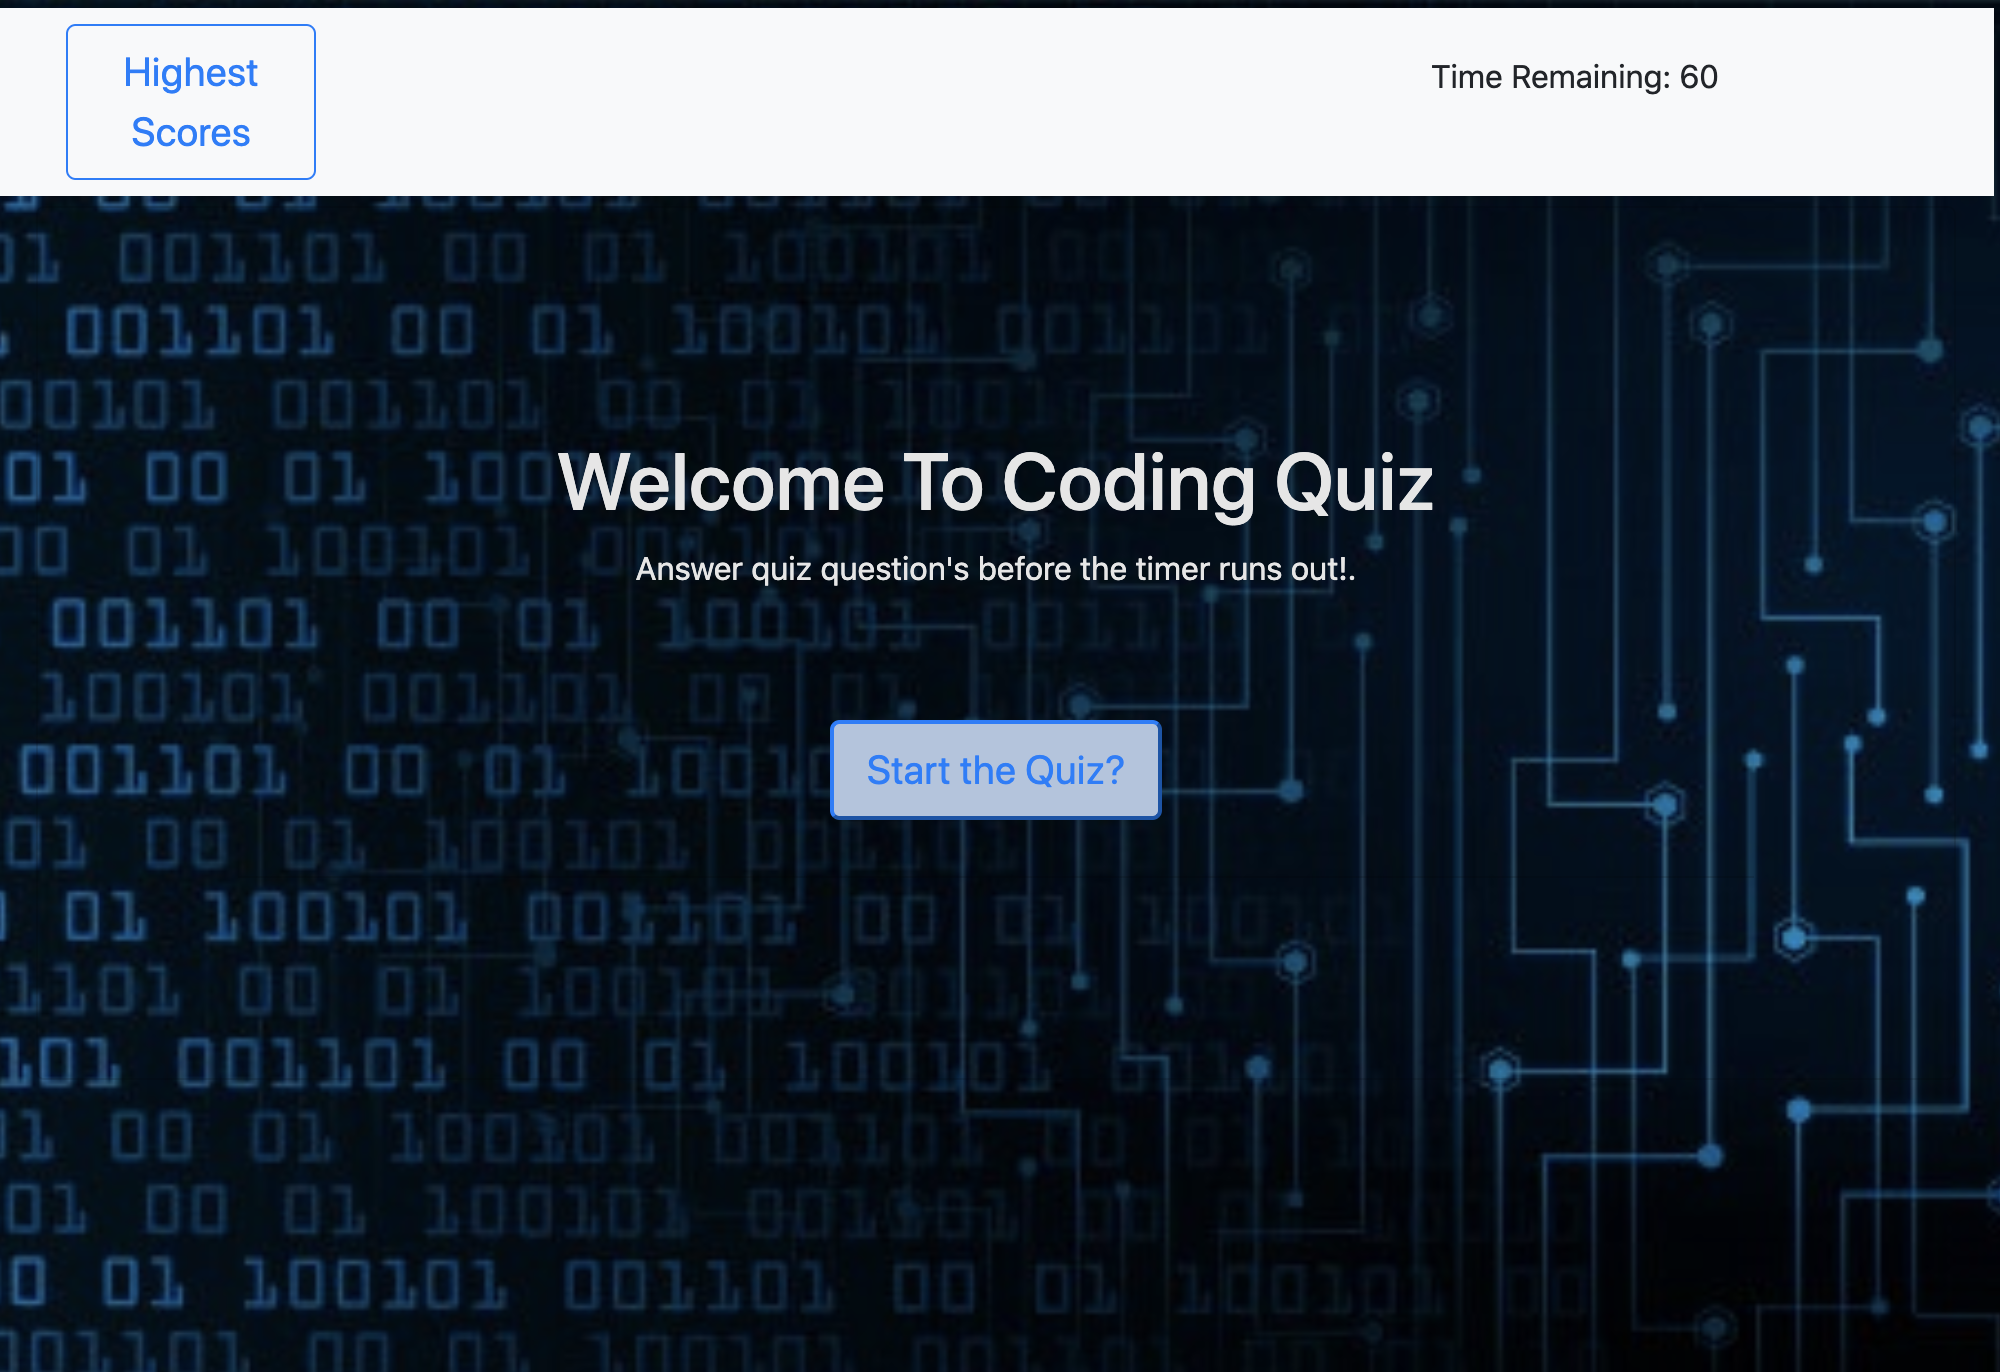 Highest
Scores
Time Remaining: 60
Welcome To Coding Quiz
Answer quiz question's before the timer runs out!.
Start the Quiz?